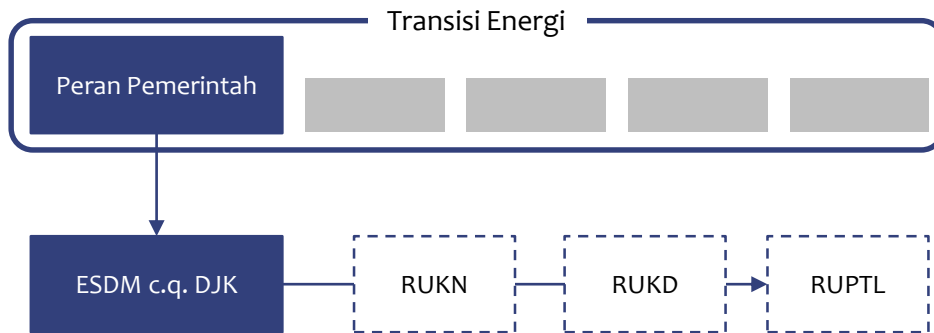 Transisi Energi
Peran Pemerintah
ESDM c.q. DJK
RUKN
RUKD
RUPTL